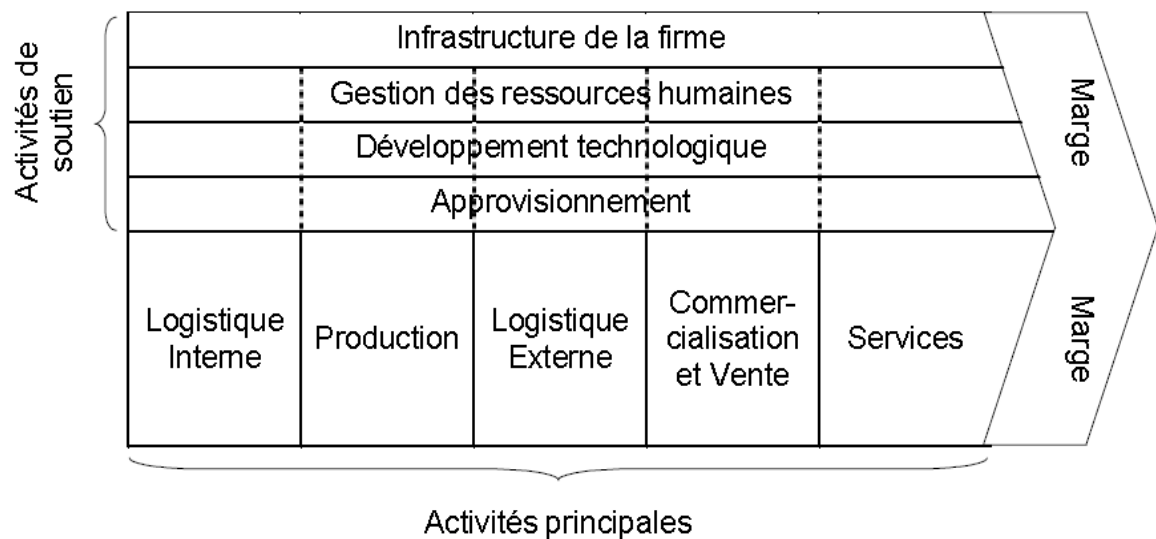 Activités de
soutien
Infrastructure de la firme
Gestion des ressources humaines
Développement technologique
Approvisionnement
Marge
Logistique
Interne
Production
Logistique
Externe
Commer-
cialisation
et Vente
Services
Marge
Activités principales